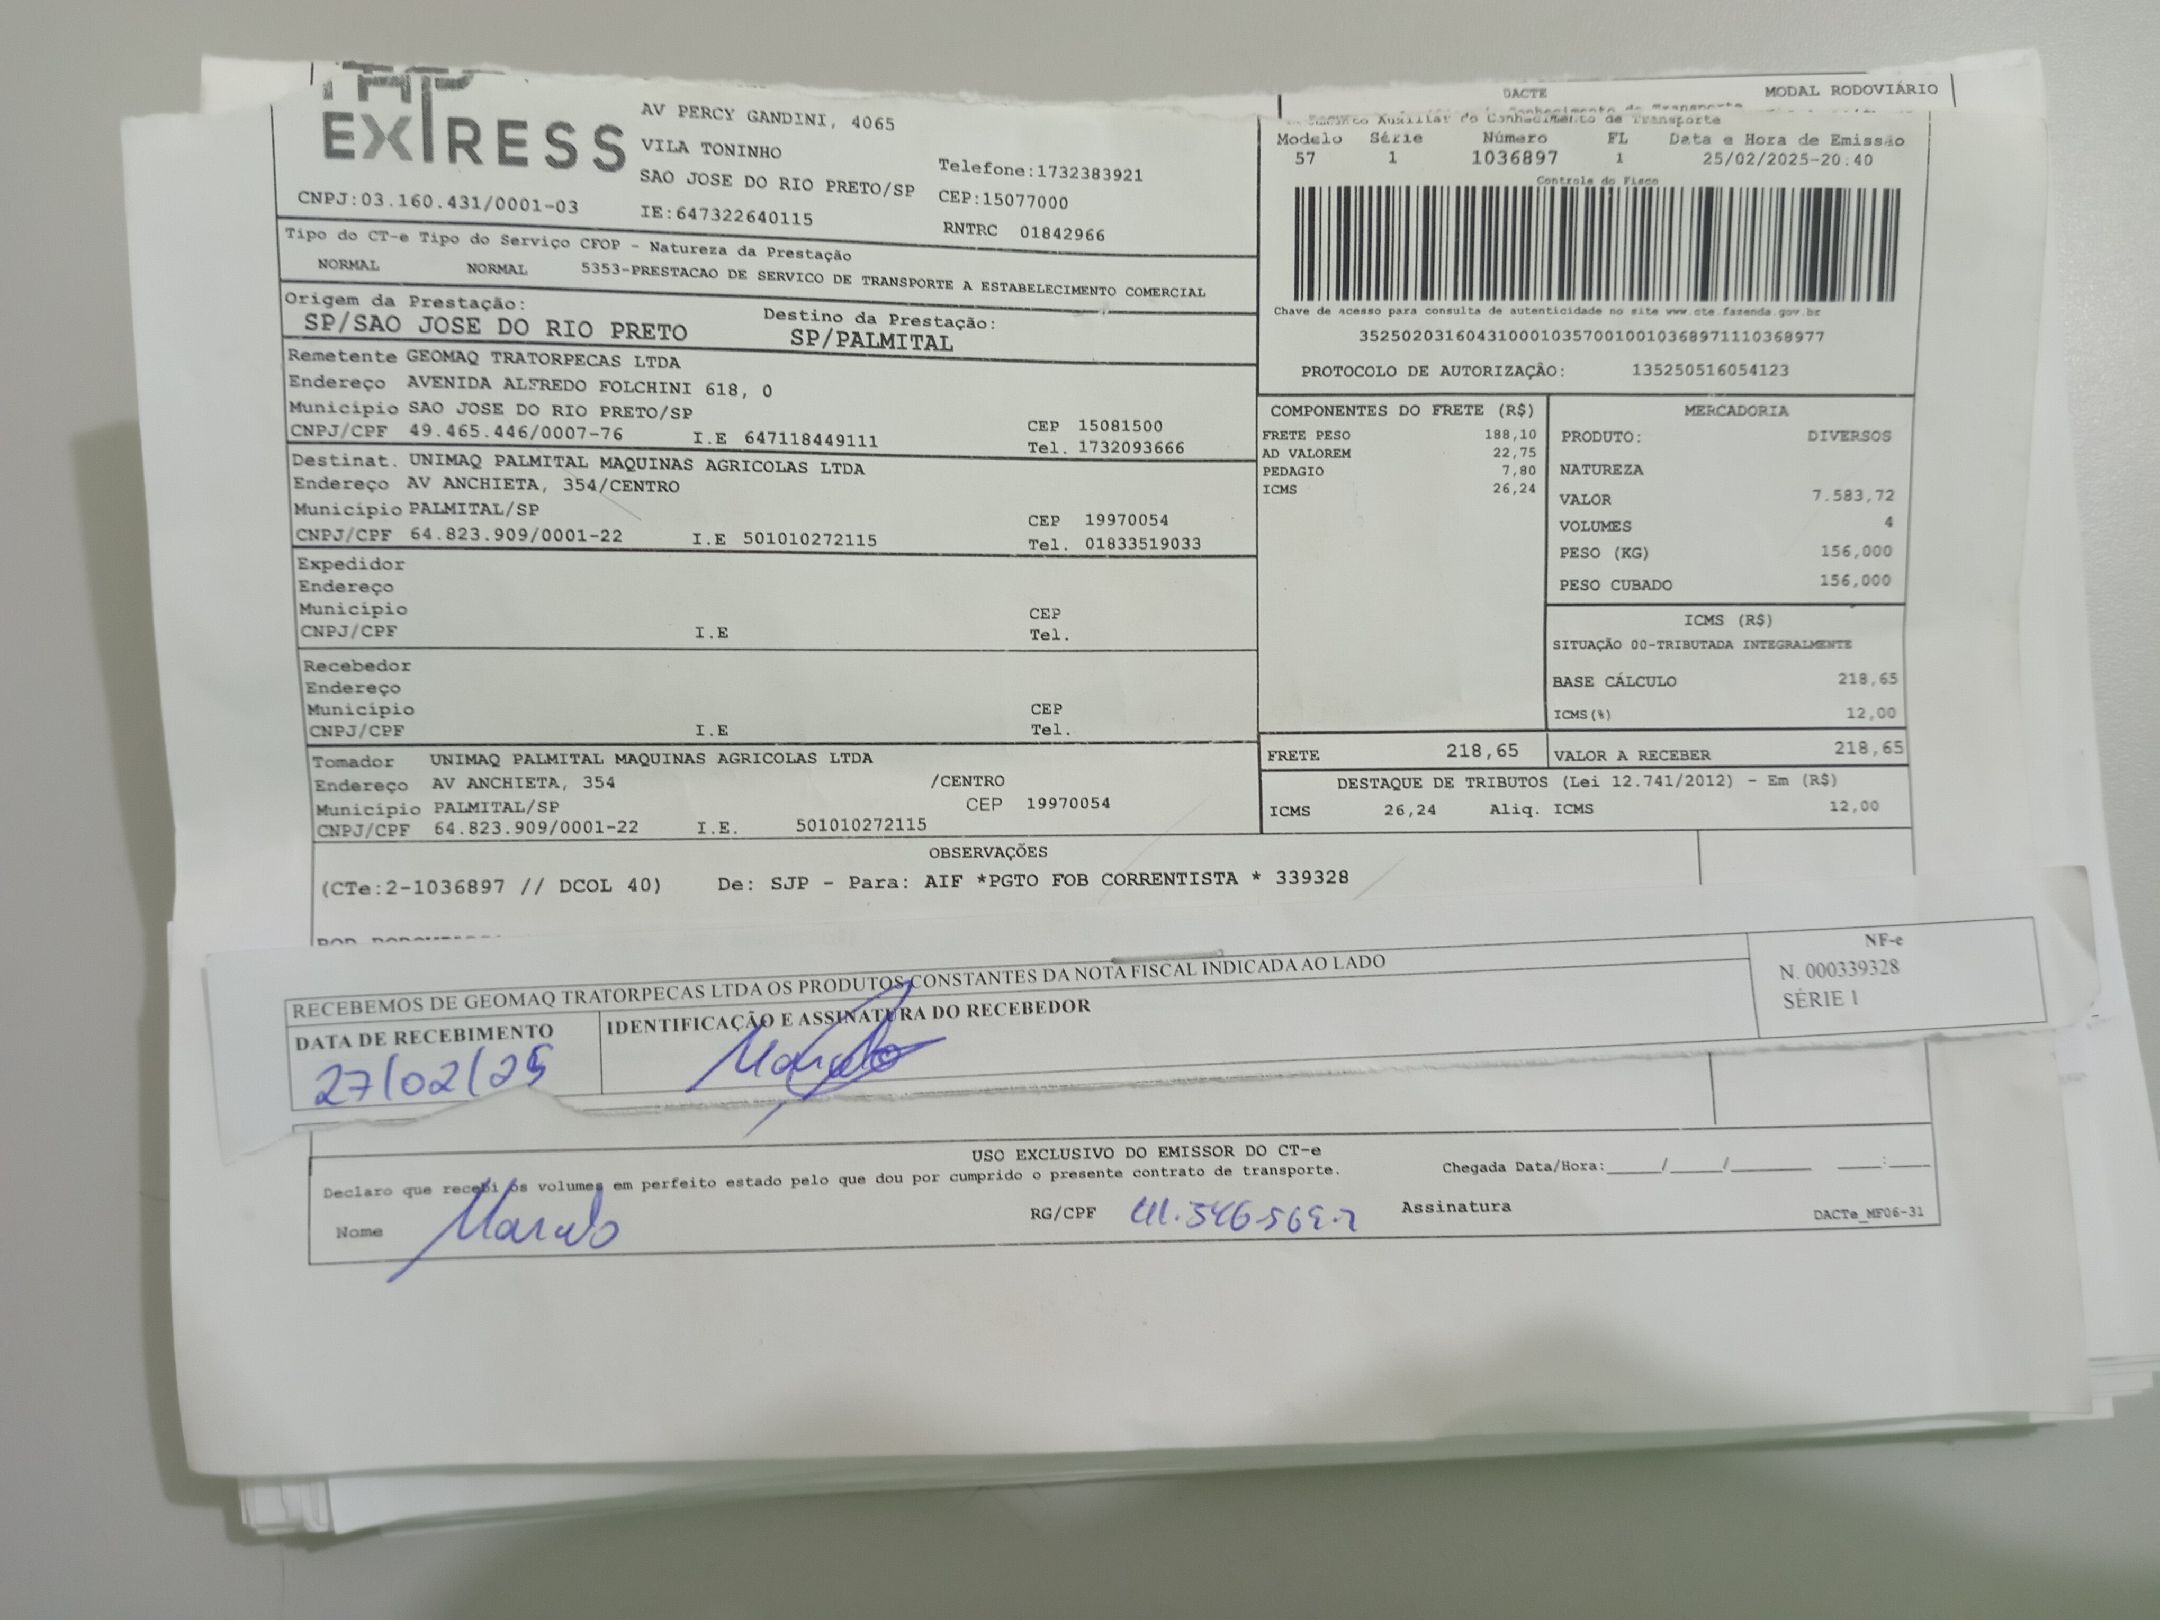 EXPRESS
AV PERCY GANDINI, 4065
VILA TONINHO
SAO JOSE DO RIO PRETO/SP
IE:647322640115
Telefone:1732383921
CEP:15077000
RNTRC 01842966
CNPJ:03.160.431/0001-03
DACTE
MODAL RODOVIÁRIO
Auxiliar do Conhecimento de Transporte
Modelo Série Número FL Data e Hora de Emissão
57 1 1036897 1 25/02/2025-20:40
Controle do Fisco
Chave de acesso para consulta de autenticidade no site www.cte.fazenda.gov.br
35250203160431000103570010010368971110368977
PROTOCOLO DE AUTORIZAÇÃO: 135250516054123
Tipo do CT-e Tipo do Serviço CFOP - Natureza da Prestação
NORMAL NORMAL 5353-PRESTACAO DE SERVICO DE TRANSPORTE A ESTABELECIMENTO COMERCIAL
Origem da Prestação: Destino da Prestação:
SP/SAO JOSE DO RIO PRETO SP/PALMITAL
Remetente GEOMAQ TRATORPECAS LTDA
Endereço AVENIDA ALFREDO FOLCHINI 618, 0
Município SAO JOSE DO RIO PRETO/SP CEP 15081500
CNPJ/CPF 49.465.446/0007-76 I.E 647118449111 Tel. 1732093666
Destinat. UNIMAQ PALMITAL MAQUINAS AGRICOLAS LTDA
Endereço AV ANCHIETA, 354/CENTRO
Município PALMITAL/SP CEP 19970054
CNPJ/CPF 64.823.909/0001-22 I.E 501010272115 Tel. 01833519033
Expedidor
Endereço
Município CEP
CNPJ/CPF I.E Tel.
Recebedor
Endereço
Município CEP
CNPJ/CPF I.E Tel.
Tomador UNIMAQ PALMITAL MAQUINAS AGRICOLAS LTDA
Endereço AV ANCHIETA, 354 /CENTRO
Município PALMITAL/SP CEP 19970054
CNPJ/CPF 64.823.909/0001-22 I.E. 501010272115
COMPONENTES DO FRETE (R$)
FRETE PESO 188,10
AD VALOREM 22,75
PEDAGIO 7,80
ICMS 26,24
MERCADORIA
PRODUTO: DIVERSOS
NATUREZA
VALOR 7.583,72
VOLUMES 4
PESO (KG) 156,000
PESO CUBADO 156,000
ICMS (R$)
SITUAÇÃO 00-TRIBUTADA INTEGRALMENTE
BASE CÁLCULO 218,65
ICMS(%) 12,00
FRETE 218,65 VALOR A RECEBER 218,65
DESTAQUE DE TRIBUTOS (Lei 12.741/2012) - Em (R$)
ICMS 26,24 Aliq. ICMS 12,00
OBSERVAÇÕES
(CTe:2-1036897 // DCOL 40) De: SJP - Para: AIF *PGTO FOB CORRENTISTA * 339328
RECEBEMOS DE GEOMAQ TRATORPECAS LTDA OS PRODUTOS CONSTANTES DA NOTA FISCAL INDICADA AO LADO
DATA DE RECEBIMENTO IDENTIFICAÇÃO E ASSINATURA DO RECEBEDOR
27/02/25
NF-e
N. 000339328
SÉRIE 1
USO EXCLUSIVO DO EMISSOR DO CT-e
Declaro que recebi os volumes em perfeito estado pelo que dou por cumprido o presente contrato de transporte. Chegada Data/Hora:____/____/______ ___:___
Nome RG/CPF 41.546.569-7 Assinatura
DACTe_MF06-31